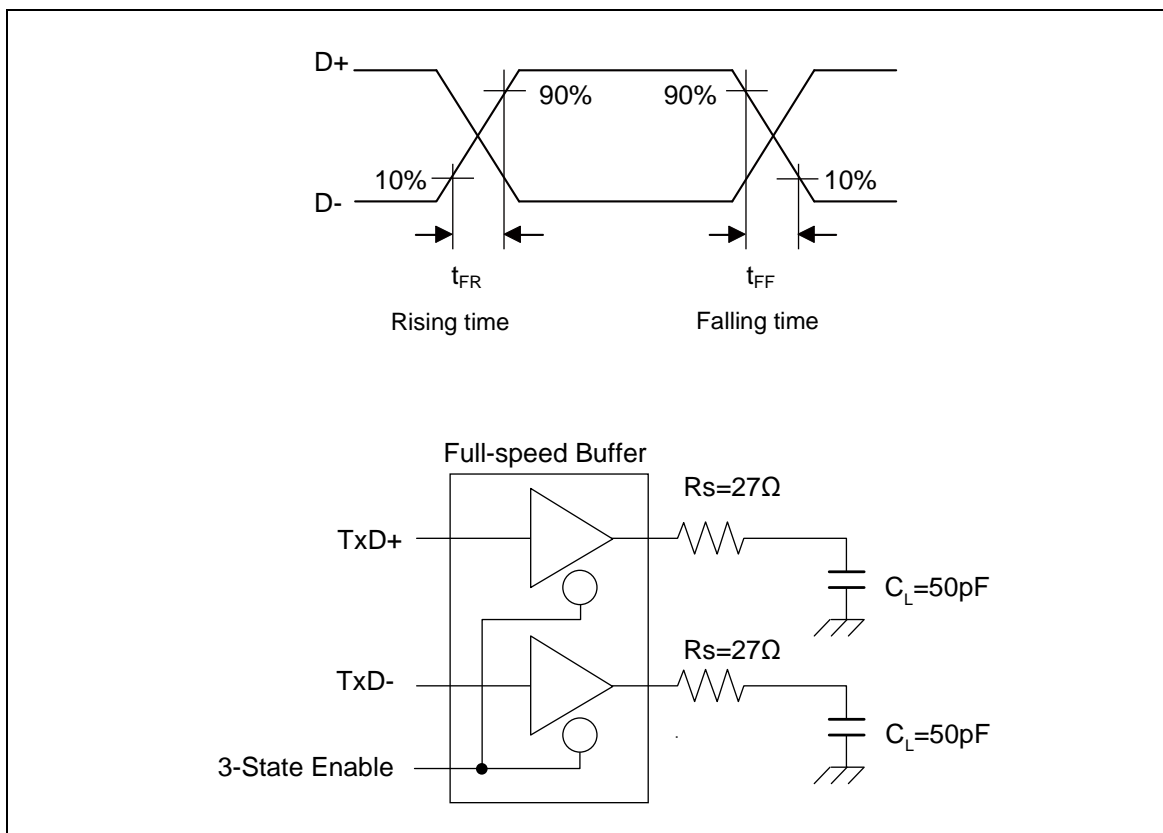 D+
90% 90%
10% 10%
D-
tFR tFF
Rising time Falling time
Full-speed Buffer
Rs=27Ω
TxD+
CL=50pF
Rs=27Ω
TxD-
CL=50pF
3-State Enable